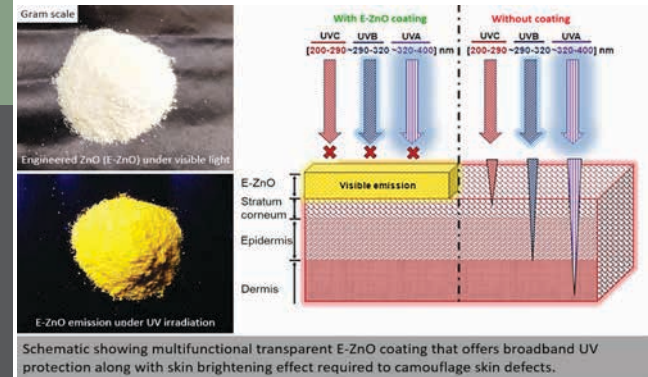 Gram scale
Engineered ZnO (E-ZnO) under visible light
E-ZnO emission under UV irradiation
With E-ZnO coating
Without coating
UVC UVB UVA
[200-290] ~290-320 ~320-400] nm
UVC UVB UVA
[200-290] ~290-320 ~320-400] nm
E-ZnO
Visible emission
Stratum
corneum
Epidermis
Dermis
Schematic showing multifunctional transparent E-ZnO coating that offers broadband UV
protection along with skin brightening effect required to camouflage skin defects.